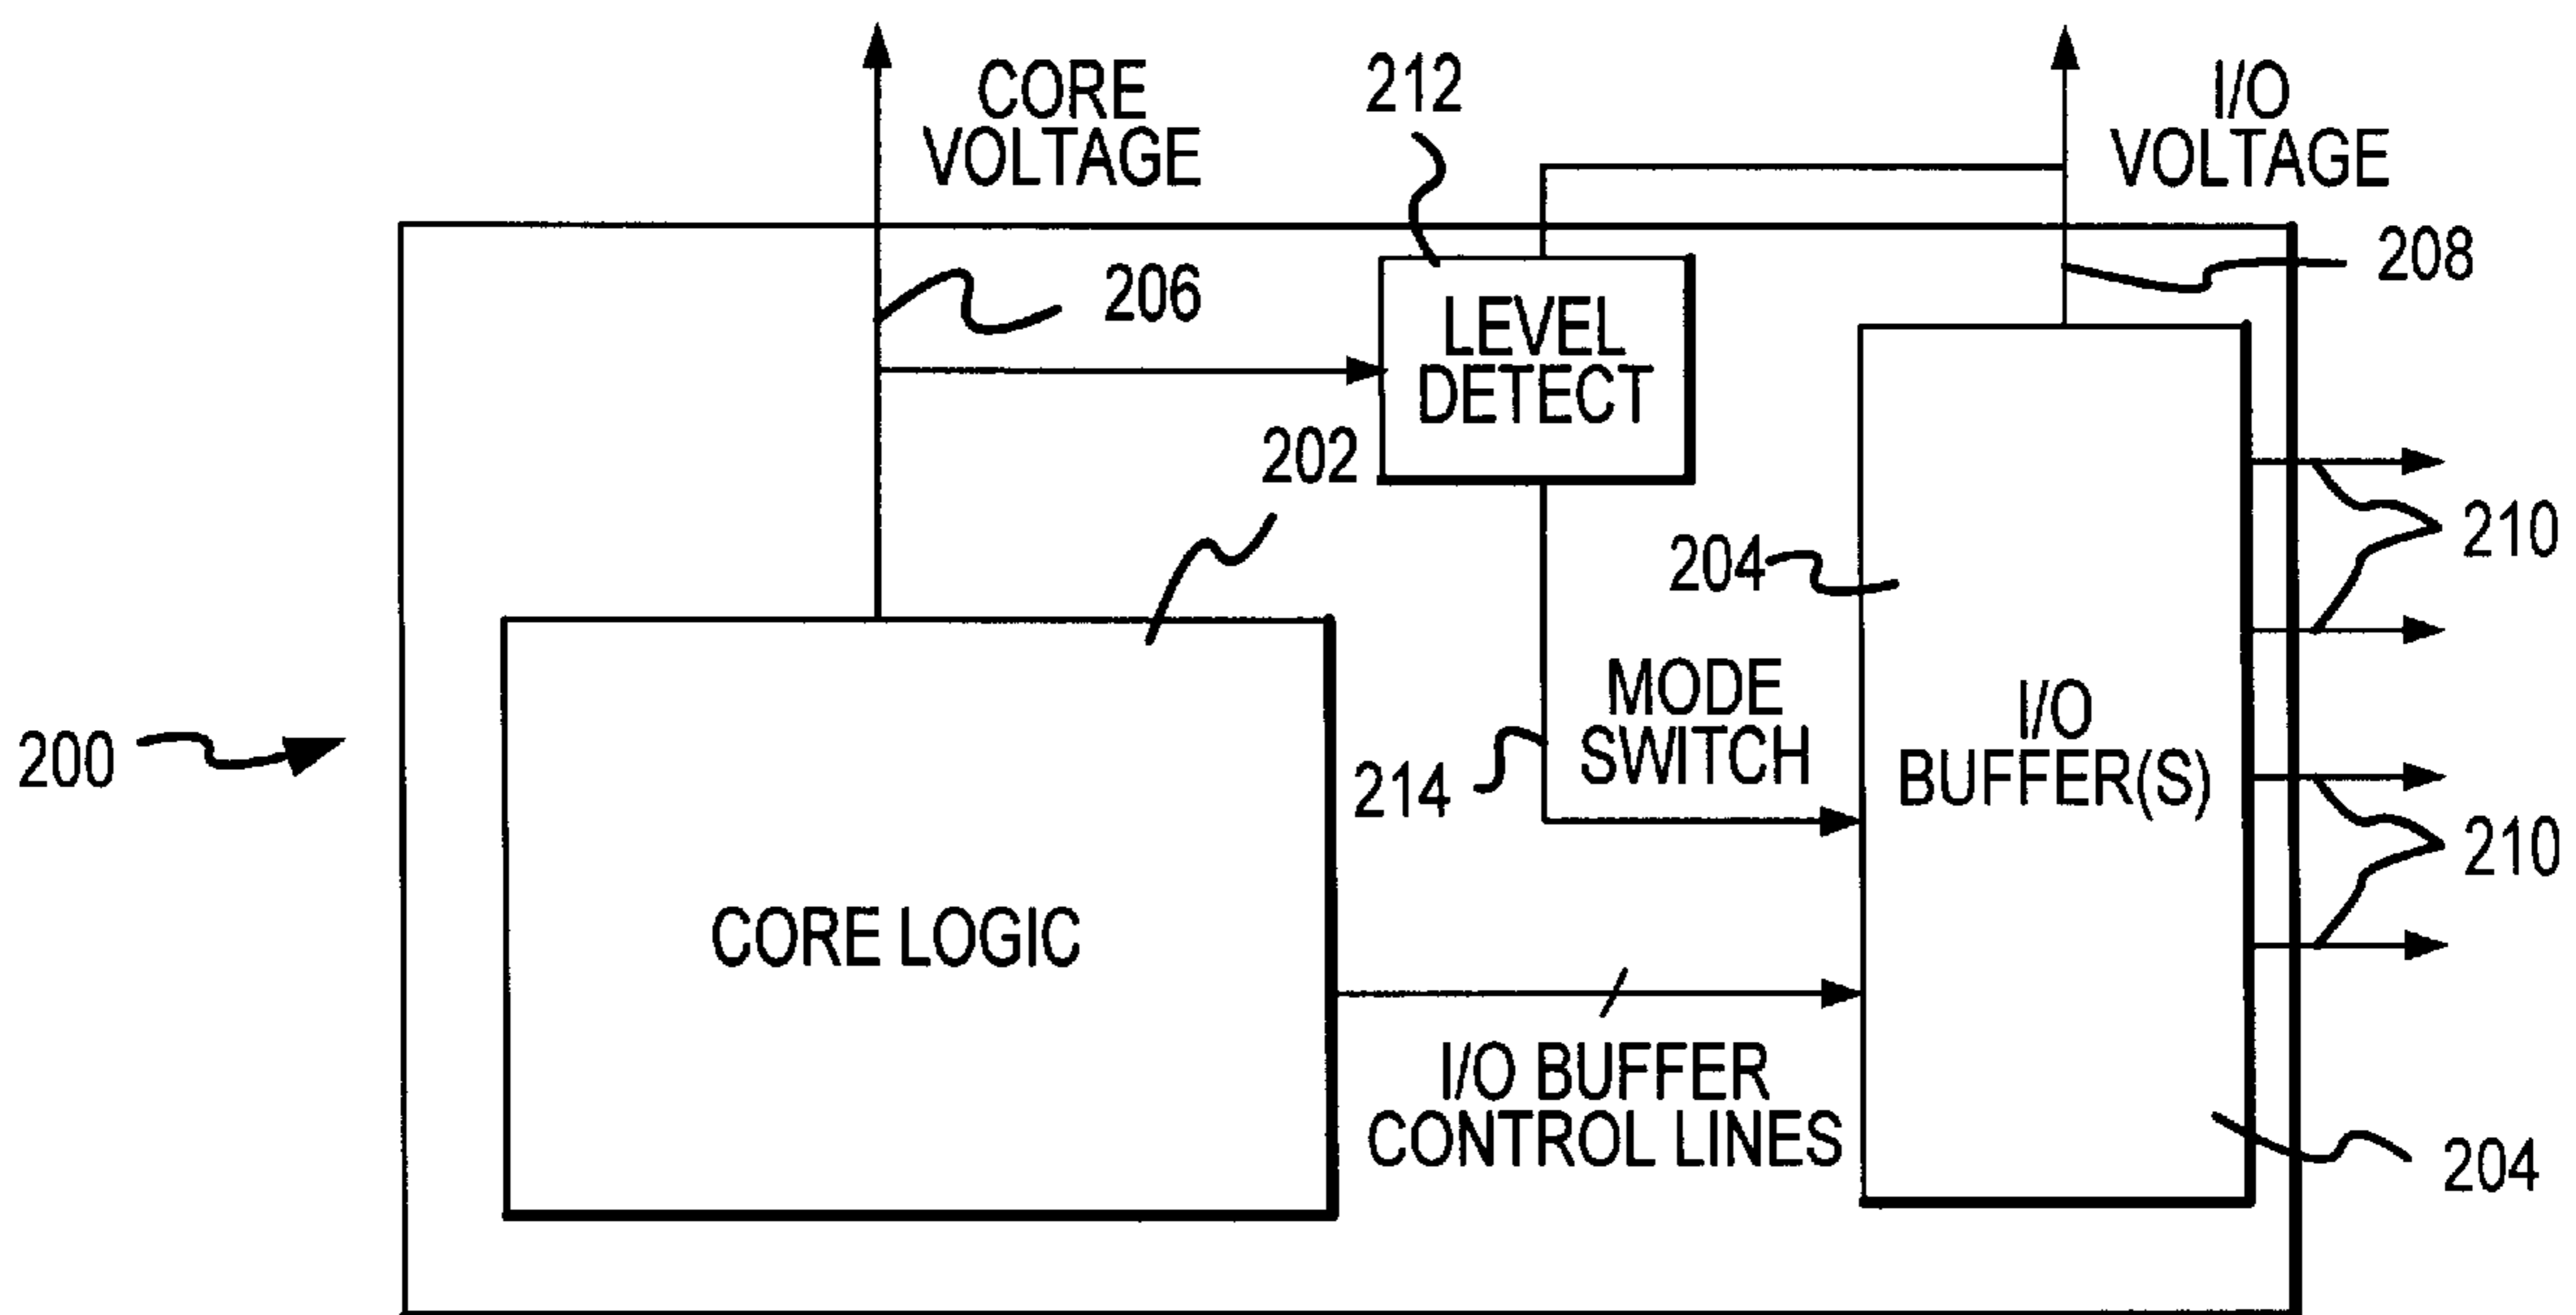 CORE
VOLTAGE
212
I/O
VOLTAGE
206
208
LEVEL
DETECT
202
204
210
200
214
MODE
SWITCH
I/O
BUFFER(S)
210
CORE LOGIC
I/O BUFFER
CONTROL LINES
204